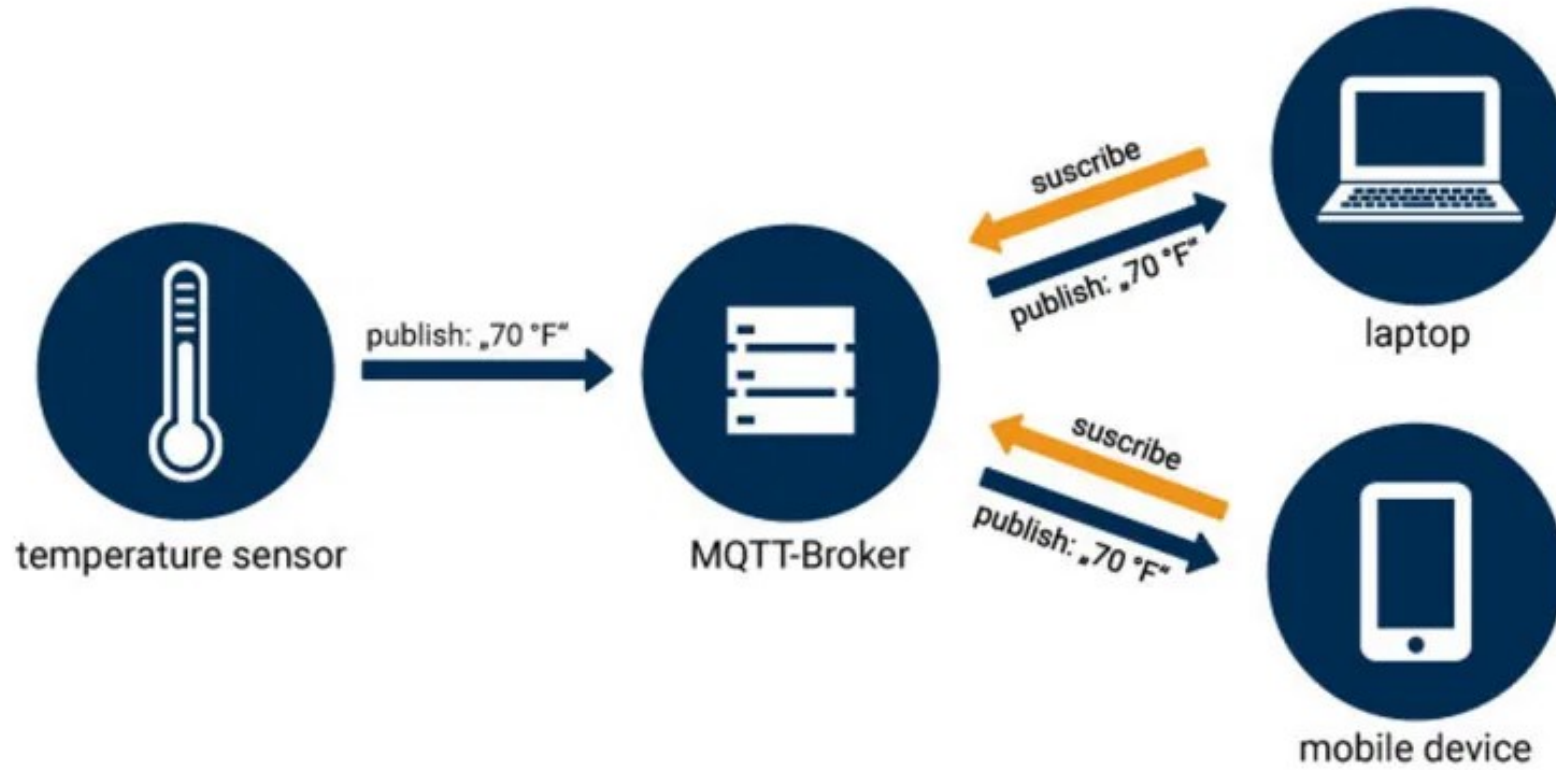 suscribe
publish: „70 °F“
laptop
publish: „70 °F“
temperature sensor
MQTT-Broker
suscribe
publish: „70 °F“
mobile device